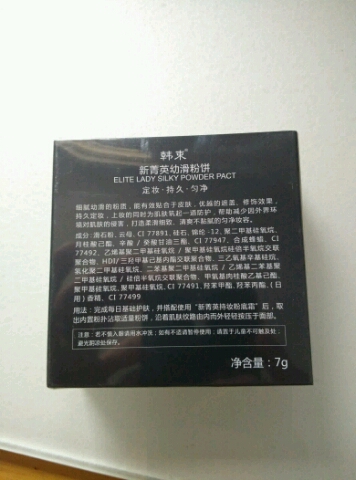 韩束®
新菁英幼滑粉饼
ELITE LADY SILKY POWDER PACT
定妆·持久·匀净
细腻幼滑的粉质，能有效贴合于皮肤，优越的遮盖、修饰效果，
持久定妆，上妆的同时为肌肤筑起一道防护，帮助减少因外界环
境对肌肤的侵害，打造柔滑细致、清爽不黏腻的匀净妆容。
成分：滑石粉、云母、CI 77891、硅石、锦纶-12、聚二甲基硅氧烷、
月桂酸己酯、辛酸/癸酸甘油三酯、CI 77947、合成蜂蜡、CI
77492、乙烯基聚二甲基硅氧烷/聚甲基硅氧烷硅倍半氧烷交联
聚合物、HDI/三羟甲基己基内酯交联聚合物、三乙氧基辛基硅烷、
氢化聚二甲基硅氧烷、二苯基聚二甲基硅氧烷/乙烯基二苯基聚
二甲基硅氧烷/硅倍半氧烷交联聚合物、甲氧基肉桂酸乙基己酯、
聚甲基硅氧烷、聚二甲基硅氧烷、CI 77491、羟苯甲酯、羟苯丙酯、（日
用）香精、CI 77499
用法：完成每日基础护肤，并搭配使用“新菁英持妆粉底霜”后，取
出内置粉扑沾取适量粉饼，沿着肌肤纹路由内而外轻轻按压于面部。
注意：若不慎入眼请用水冲洗；如有不适请暂停使用；请置于儿童不可触及处，
避光阴凉处保存。
净含量：7g